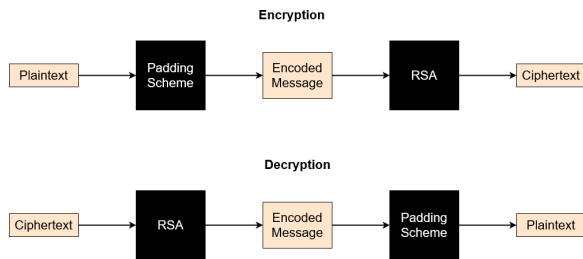 Encryption
Plaintext
Padding
Scheme
Encoded
Message
RSA
Ciphertext
Decryption
Ciphertext
RSA
Encoded
Message
Padding
Scheme
Plaintext